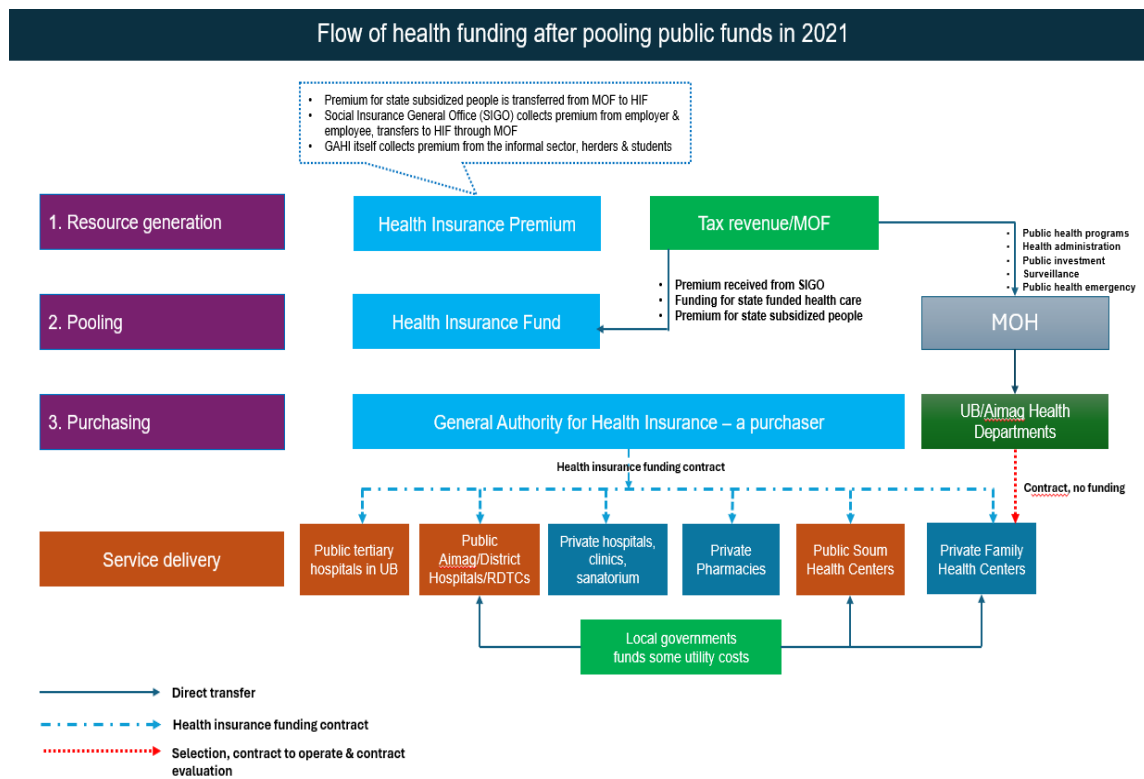 Flow of health funding after pooling public funds in 2021
• Premium for state subsidized people is transferred from MOF to HIF
• Social Insurance General Office (SIGO) collects premium from employer &
employee, transfers to HIF through MOF
• GAHI itself collects premium from the informal sector, herders & students
1. Resource generation
Health Insurance Premium
Tax revenue/MOF
• Public health programs
• Health administration
• Public investment
• Surveillance
• Public health emergency
• Premium received from SIGO
• Funding for state funded health care
• Premium for state subsidized people
2. Pooling
Health Insurance Fund
MOH
3. Purchasing
General Authority for Health Insurance – a purchaser
UB/Aimag Health
Departments
Health insurance funding contract
Contract, no funding
Service delivery
Public tertiary
hospitals in UB
Public
Aimag/District
Hospitals/RDTCs
Private hospitals,
clinics,
sanatorium
Private
Pharmacies
Public Soum
Health Centers
Private Family
Health Centers
Local governments
funds some utility costs
Direct transfer
Health insurance funding contract
Selection, contract to operate & contract
evaluation